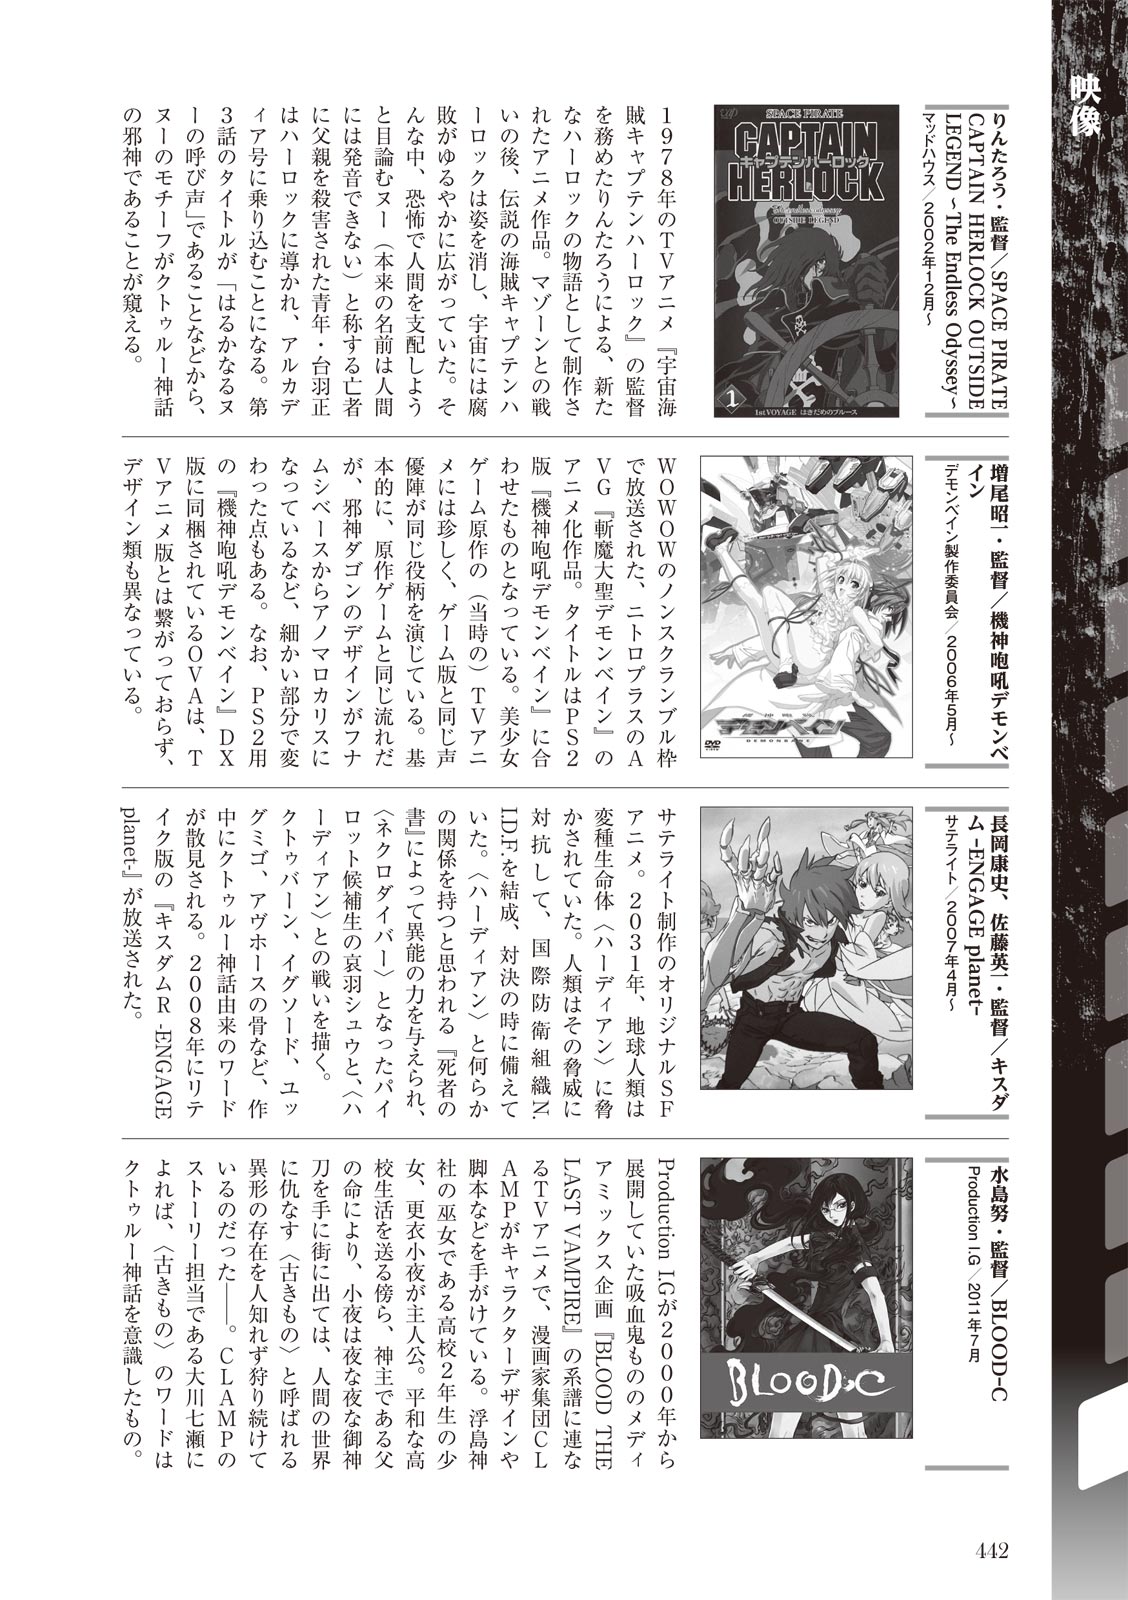 映像
りんたろう・監督／SPACE PIRATE
CAPTAIN HERLOCK OUTSIDE
LEGEND ～The Endless Odyssey～
マッドハウス／2002年12月～
SPACE PIRATE
CAPTAIN
キャプテンハーロック
HERLOCK
The endless odyssey
OUTSIDE LEGEND
1
1st VOYAGE はきだめのブルース
1978年のTVアニメ『宇宙海
賊キャプテンハーロック』の監督
を務めたりんたろうによる、新た
なハーロックの物語として制作さ
れたアニメ作品。マゾーンとの戦
いの後、伝説の海賊キャプテンハ
ーロックは姿を消し、宇宙には腐
敗がゆるやかに広がっていた。そ
んな中、恐怖で人間を支配しよう
と目論むヌー（本来の名前は人間
には発音できない）と称する亡者
に父親を殺害された青年・台羽正
はハーロックに導かれ、アルカデ
ィア号に乗り込むことになる。第
3話のタイトルが「はるかなるヌ
ーの呼び声」であることなどから、
ヌーのモチーフがクトゥルー神話
の邪神であることが窺える。
増尾昭一・監督／機神咆吼デモンベ
イン
デモンベイン製作委員会／2006年5月～
機神咆吼
デモンベイン
DEMONBANE
DVD
WOWOWのノンスクランブル枠
で放送された、ニトロプラスのA
VG『斬魔大聖デモンベイン』の
アニメ化作品。タイトルはPS2
版『機神咆吼デモンベイン』に合
わせたものとなっている。美少女
ゲーム原作の（当時の）TVアニ
メには珍しく、ゲーム版と同じ声
優陣が同じ役柄を演じている。基
本的に、原作ゲームと同じ流れだ
が、邪神ダゴンのデザインがフナ
ムシベースからアノマロカリスに
なっているなど、細かい部分で変
わった点もある。なお、PS2用
の『機神咆吼デモンベイン』DX
版に同梱されているOVAは、T
Vアニメ版とは繋がっておらず、
デザイン類も異なっている。
長岡康史、佐藤英一・監督／キスダ
ム -ENGAGE planet-
サテライト／2007年4月～
サテライト制作のオリジナルSF
アニメ。2031年、地球人類は
変種生命体〈ハーディアン〉に脅
かされていた。人類はその脅威に
対抗して、国際防衛組織N.
I.D.F.を結成、対決の時に備えて
いた。〈ハーディアン〉と何らか
の関係を持つと思われる『死者の
書』によって異能の力を与えられ、
〈ネクロダイバー〉となったパイ
ロット候補生の哀羽シュウと、〈ハ
ーディアン〉との戦いを描く。
クトゥバーン、イグソード、ユッ
グミゴ、アヴホースの骨など、作
中にクトゥルー神話由来のワード
が散見される。2008年にリテ
イク版の『キスダムR -ENGAGE
planet-』が放送された。
水島努・監督／BLOOD-C
Production I.G／2011年7月
BLOOD-C
Production I.Gが2000年から
展開していた吸血鬼もののメディ
アミックス企画『BLOOD THE
LAST VAMPIRE』の系譜に連な
るTVアニメで、漫画家集団CL
AMPがキャラクターデザインや
脚本などを手がけている。浮島神
社の巫女である高校2年生の少
女、更衣小夜が主人公。平和な高
校生活を送る傍ら、神主である父
の命により、小夜は夜な夜な御神
刀を手に街に出ては、人間の世界
に仇なす〈古きもの〉と呼ばれる
異形の存在を人知れず狩り続けて
いるのだった――。CLAMPの
ストーリー担当である大川七瀬に
よれば、〈古きもの〉のワードは
クトゥルー神話を意識したもの。
442